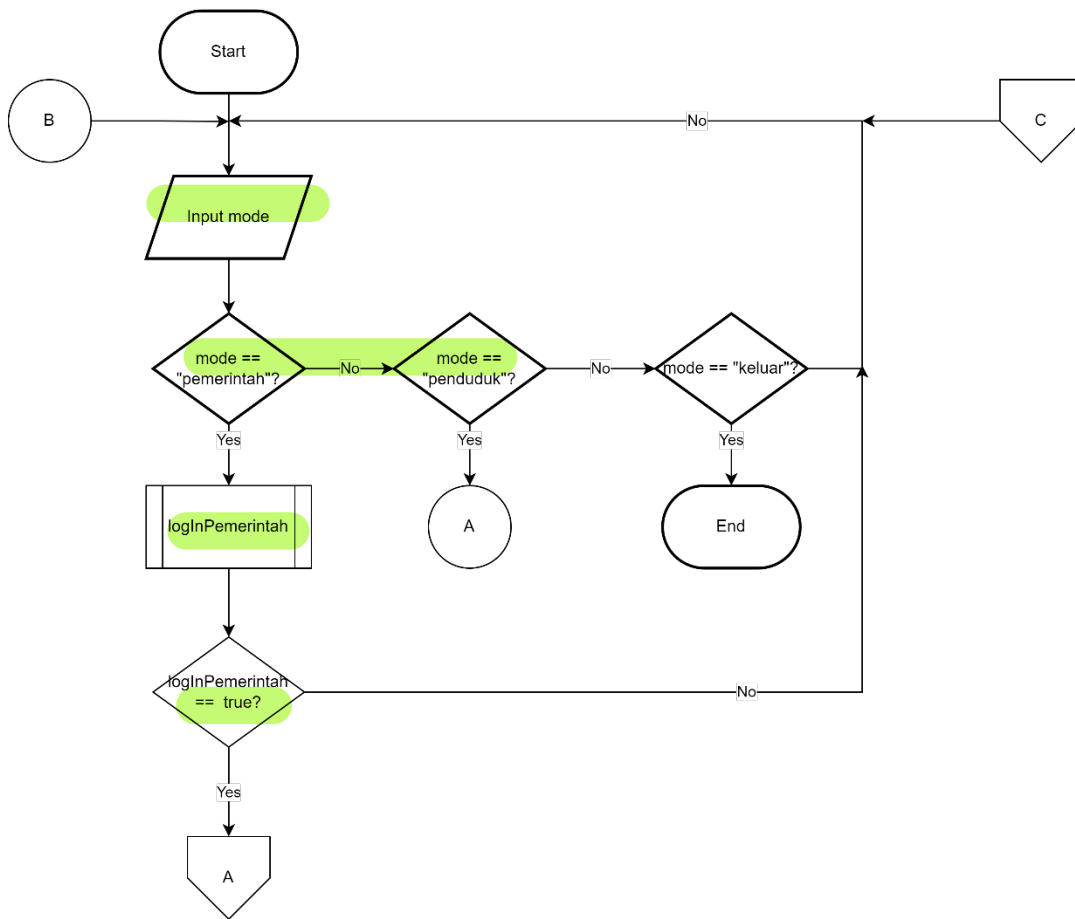 Start
B
No
C
Input mode
mode ==
"pemerintah"?
No
mode ==
"penduduk"?
No
mode == "keluar"?
Yes
Yes
Yes
logInPemerintah
A
End
logInPemerintah
== true?
No
Yes
A